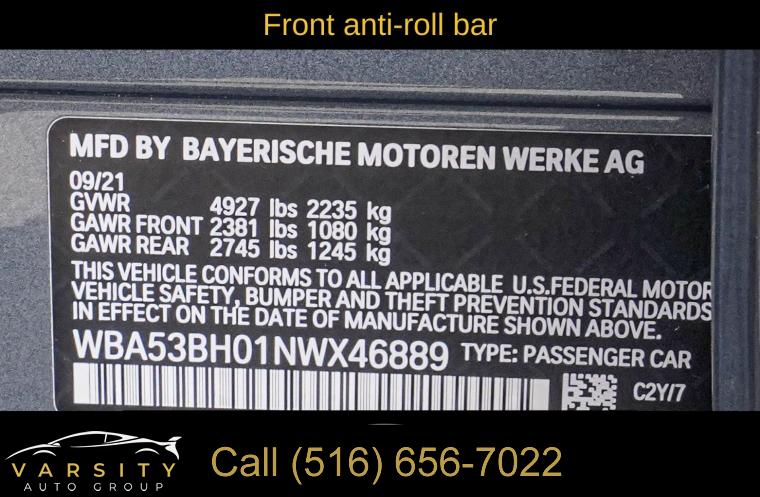 Front anti-roll bar
MFD BY BAYERISCHE MOTOREN WERKE AG
09/21
GVWR 4927 lbs 2235 kg
GAWR FRONT 2381 lbs 1080 kg
GAWR REAR 2745 lbs 1245 kg
THIS VEHICLE CONFORMS TO ALL APPLICABLE U.S.FEDERAL MOTOR
VEHICLE SAFETY, BUMPER AND THEFT PREVENTION STANDARDS
IN EFFECT ON THE DATE OF MANUFACTURE SHOWN ABOVE.
WBA53BH01NWX46889 TYPE: PASSENGER CAR
C2Y/7
VARSITY
AUTO GROUP
Call (516) 656-7022